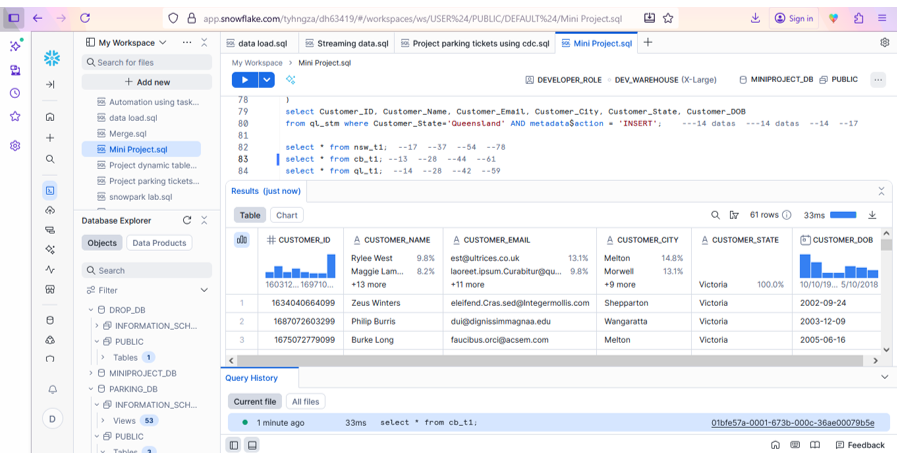 app.snowflake.com/tyhngza/dh63419/#/workspaces/ws/USER%24/PUBLIC/DEFAULT%24/Mini Project.sql
Sign in
My Workspace
data load.sql
Streaming data.sql
Project parking tickets using cdc.sql
Mini Project.sql
Search for files
My Workspace > Mini Project.sql
Add new
DEVELOPER_ROLE
DEV_WAREHOUSE (X-Large)
MINIPROJECT_DB
PUBLIC
Automation using task...
data load.sql
Merge.sql
Mini Project.sql
Project dynamic table...
Project parking tickets...
snowpark lab.sql
78 )
79 select Customer_ID, Customer_Name, Customer_Email, Customer_City, Customer_State, Customer_DOB
80 from ql_stm where Customer_State='Queensland' AND metadata$action = 'INSERT'; ---14 datas ---14 datas --14 --17
81
82 select * from nsw_t1; --17 --37 --54 --78
83 select * from cb_t1; --13 --28 --44 --61
84 select * from ql_t1; --14 --28 --42 --59
Results (just now)
Table
Chart
61 rows
33ms
CUSTOMER_ID
CUSTOMER_NAME
CUSTOMER_EMAIL
CUSTOMER_CITY
CUSTOMER_STATE
CUSTOMER_DOB
Rylee West 9.8%
est@ultrices.co.uk 13.1%
Melton 14.8%
Maggie Lam... 8.2%
laoreet.ipsum.Curabitur@qu... 9.8%
Morwell 13.1%
160312... 169710...
+13 more
+11 more
+9 more
Victoria 100.0%
10/10/19... 5/10/2018
1 1634040664099 Zeus Winters eleifend.Cras.sed@Integermollis.com Shepparton Victoria 2002-09-24
2 1687072603299 Philip Burris dui@dignissimmagnaa.edu Wangaratta Victoria 2003-12-09
3 1675072779099 Burke Long faucibus.orci@acsem.com Melton Victoria 2005-06-16
Database Explorer
Objects
Data Products
Search
Filter
DROP_DB
INFORMATION_SCH...
PUBLIC
Tables 1
MINIPROJECT_DB
PARKING_DB
INFORMATION_SCH...
Views 53
PUBLIC
Tables 3
D
Query History
Current file
All files
1 minute ago 33ms select * from cb_t1; 01bfe57a-0001-673b-000c-36ae00079b5e
Feedback